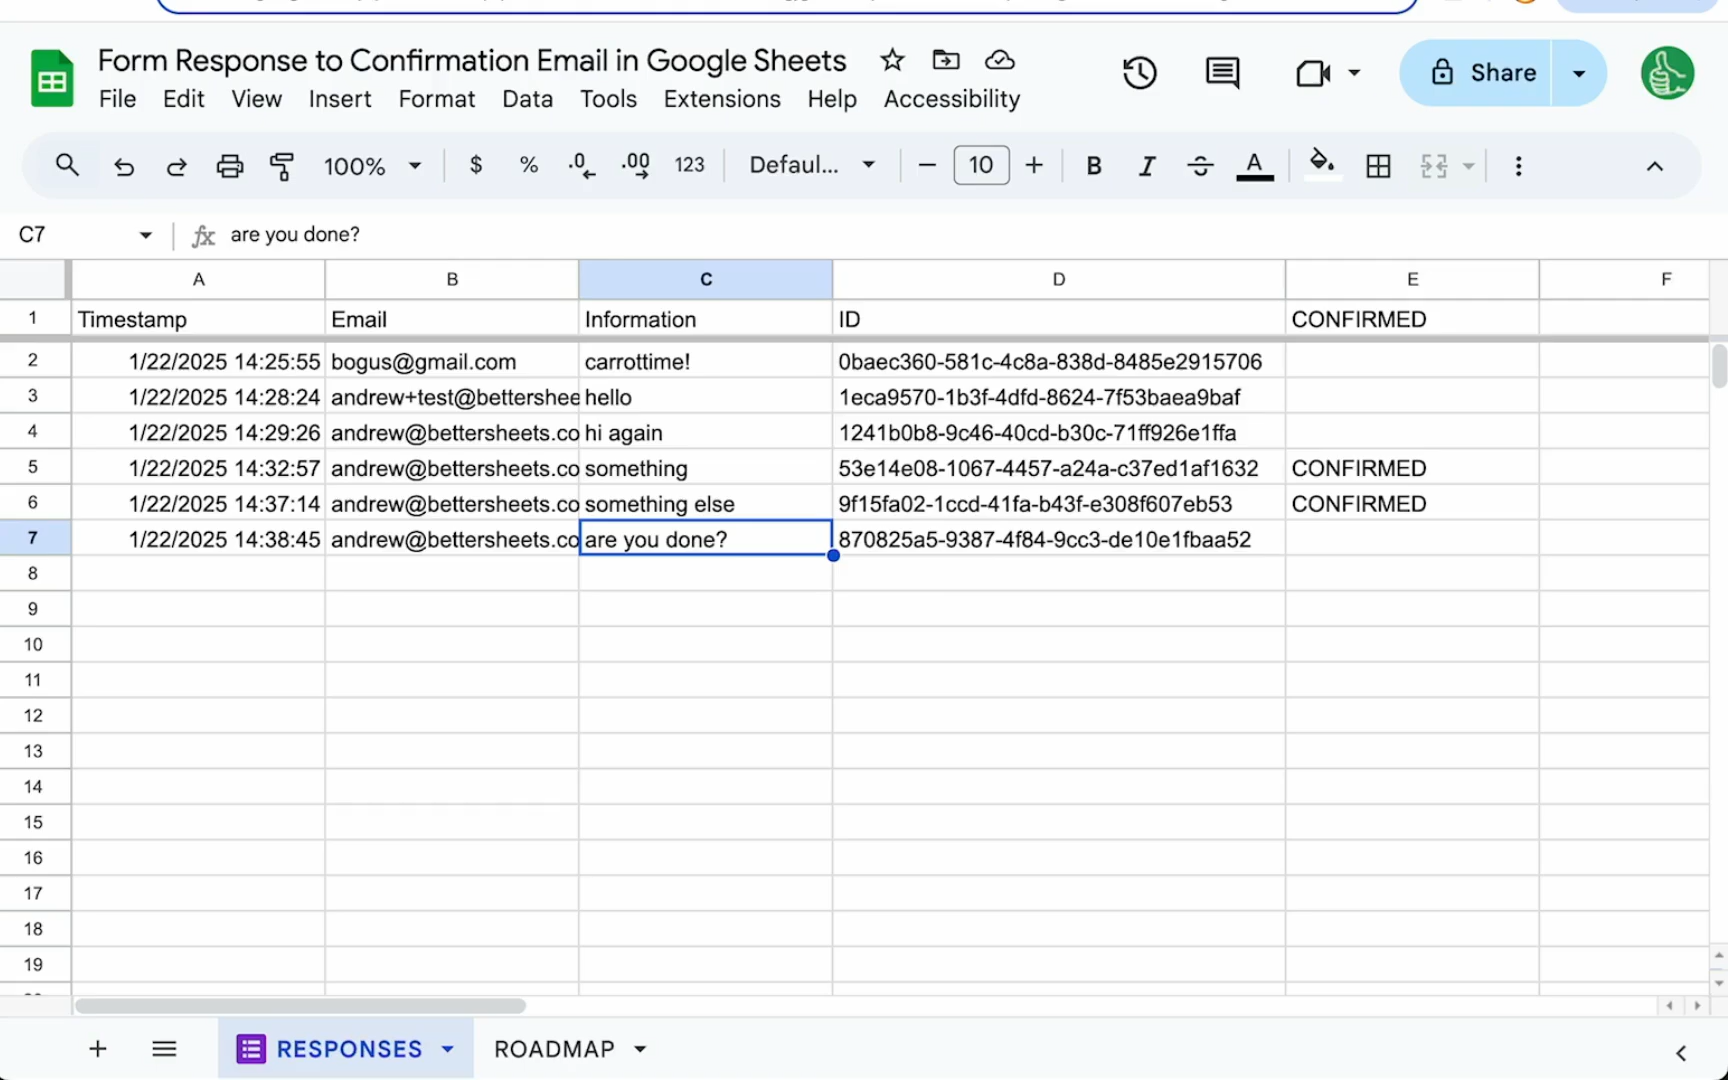 Form Response to Confirmation Email in Google Sheets
File Edit View Insert Format Data Tools Extensions Help Accessibility
Share
100% $ % .0 .00 123 Defaul... 10 B I A
C7 fx are you done?
A B C D E F
1 Timestamp Email Information ID CONFIRMED
2 1/22/2025 14:25:55 bogus@gmail.com carrottime! 0baec360-581c-4c8a-838d-8485e2915706
3 1/22/2025 14:28:24 andrew+test@bettershee hello 1eca9570-1b3f-4dfd-8624-7f53baea9baf
4 1/22/2025 14:29:26 andrew@bettersheets.co hi again 1241b0b8-9c46-40cd-b30c-71ff926e1ffa
5 1/22/2025 14:32:57 andrew@bettersheets.co something 53e14e08-1067-4457-a24a-c37ed1af1632 CONFIRMED
6 1/22/2025 14:37:14 andrew@bettersheets.co something else 9f15fa02-1ccd-41fa-b43f-e308f607eb53 CONFIRMED
7 1/22/2025 14:38:45 andrew@bettersheets.co are you done? 870825a5-9387-4f84-9cc3-de10e1fbaa52
8
9
10
11
12
13
14
15
16
17
18
19
RESPONSES ROADMAP